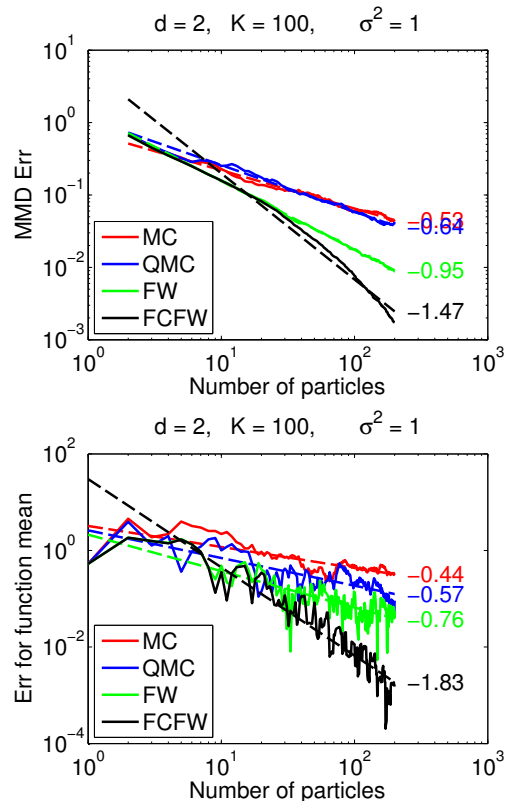 d = 2, K = 100, σ² = 1
10¹
10⁰
10⁻¹
10⁻²
10⁻³
MMD Err
MC
QMC
FW
FCFW
−0.52
−0.64
−0.95
−1.47
10⁰ 10¹ 10² 10³
Number of particles
d = 2, K = 100, σ² = 1
10²
10⁰
10⁻²
10⁻⁴
Err for function mean
MC
QMC
FW
FCFW
−0.44
−0.57
−0.76
−1.83
10⁰ 10¹ 10² 10³
Number of particles